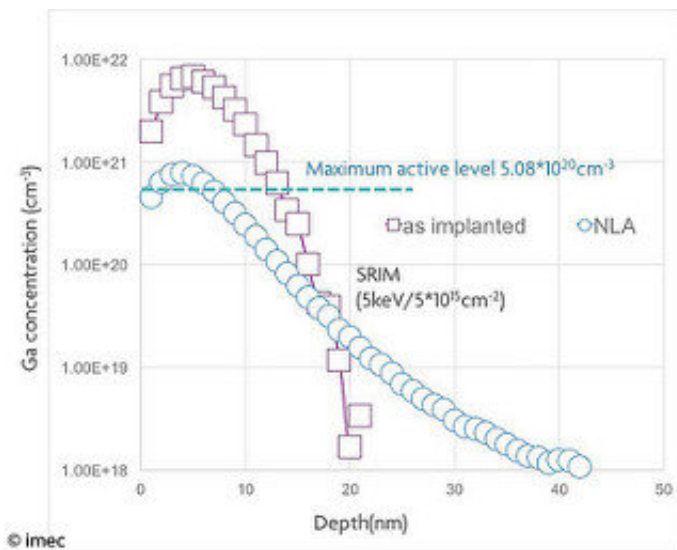 1.00E+22
1.00E+21
1.00E+20
1.00E+19
1.00E+18
Ga concentration (cm⁻³)
Maximum active level 5.08*10²⁰cm⁻³
as implanted
NLA
SRIM
(5keV/5*10¹⁵cm⁻²)
0
10
20
30
40
50
Depth(nm)
© imec